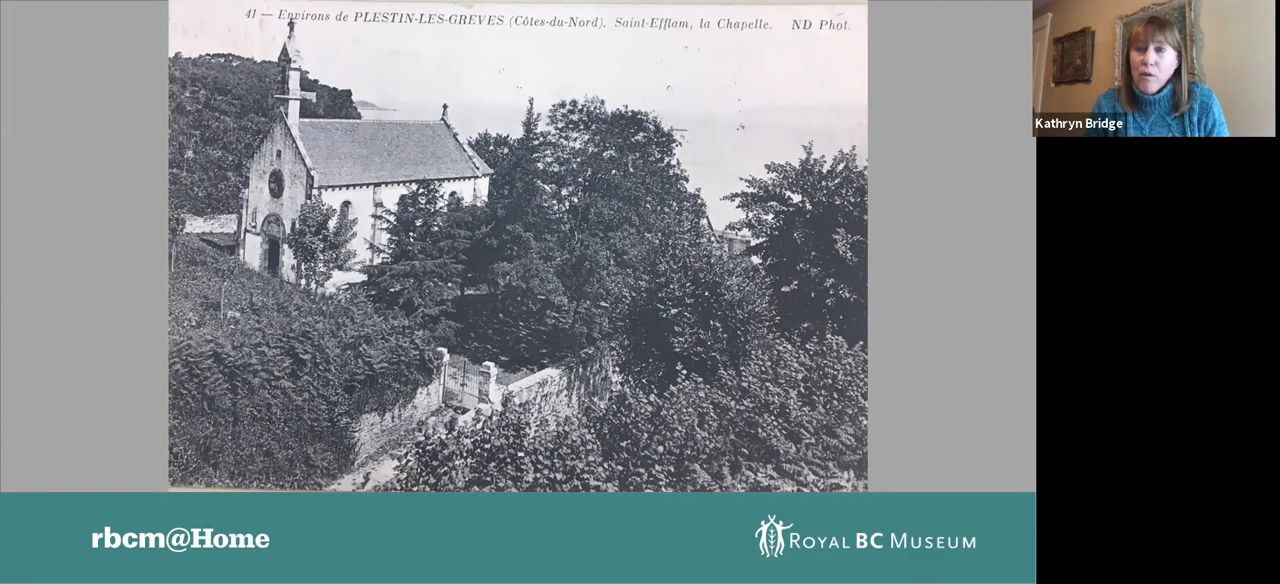 41 — Environs de PLESTIN-LES-GREVES (Côtes-du-Nord). Saint-Efflam, la Chapelle. ND Phot.
Kathryn Bridge
rbcm@Home
ROYAL BC MUSEUM